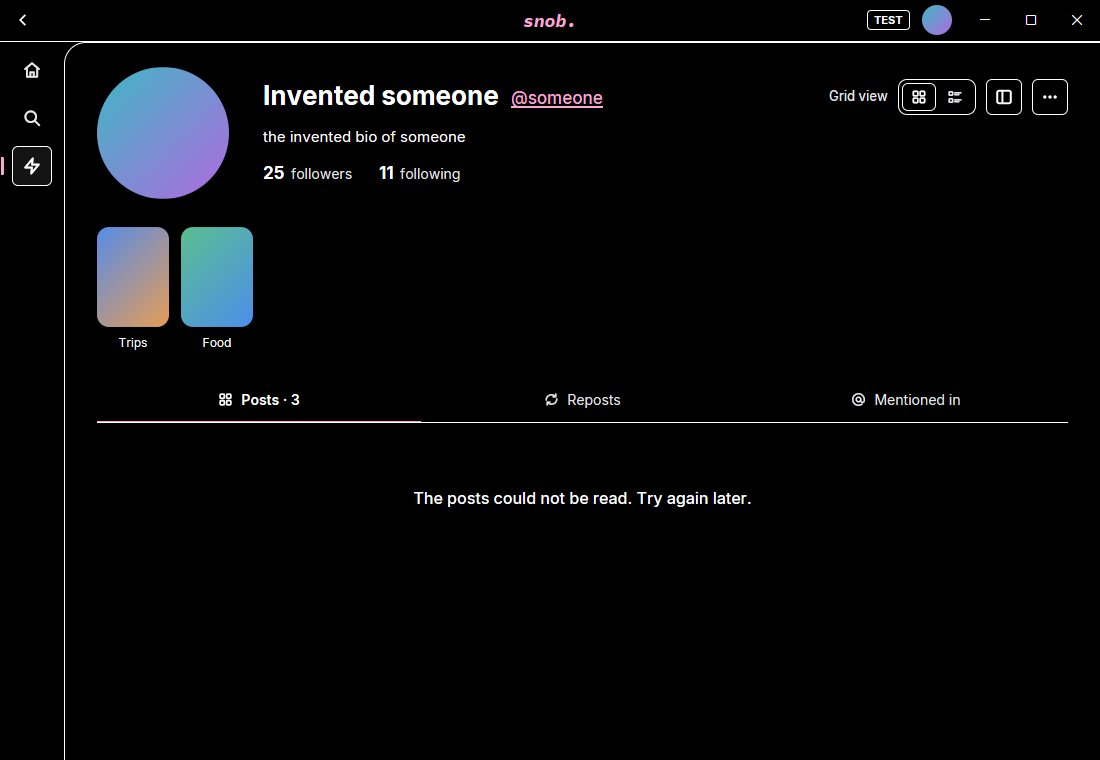 snob.
TEST
Invented someone @someone
Grid view
the invented bio of someone
25 followers 11 following
Trips
Food
Posts · 3
Reposts
Mentioned in
The posts could not be read. Try again later.